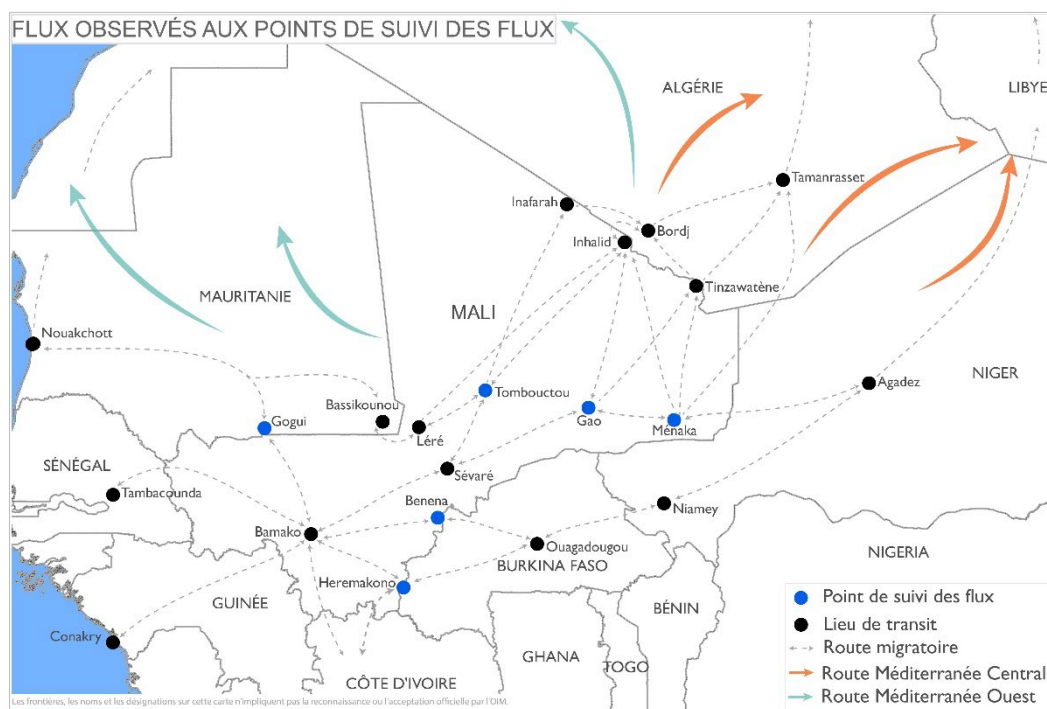 FLUX OBSERVÉS AUX POINTS DE SUIVI DES FLUX
ALGÉRIE
LIBYE
Tamanrasset
Inafarah
Bordj
Inhalid
Tinzawatène
MAURITANIE
MALI
Nouakchott
Agadez
NIGER
Tombouctou
Bassikounou
Gogui
Léré
Gao
Ménaka
SÉNÉGAL
Sévaré
Tambacounda
Benena
Niamey
Bamako
Ouagadougou
BURKINA FASO
NIGERIA
Heremakono
GUINÉE
BÉNIN
Conakry
GHANA
TOGO
CÔTE D'IVOIRE
Point de suivi des flux
Lieu de transit
Route migratoire
Route Méditerranée Central
Route Méditerranée Ouest
Les frontières, les noms et les désignations sur cette carte n'impliquent pas la reconnaissance ou l'acceptation officielle par l'OIM.